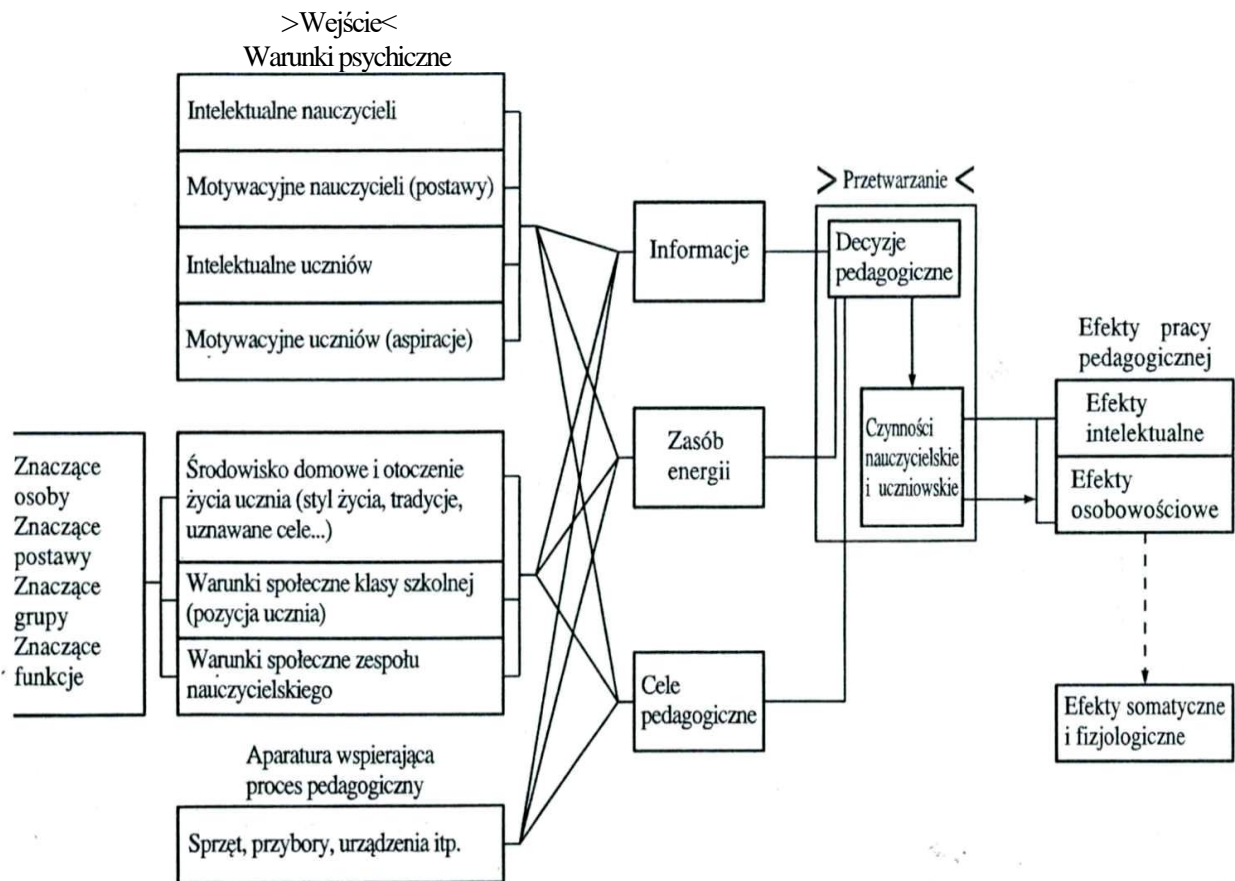 >Wejście<
Warunki psychiczne
Intelektualne nauczycieli
Motywacyjne nauczycieli (postawy)
Intelektualne uczniów
Motywacyjne uczniów (aspiracje)
Znaczące
osoby
Znaczące
postawy
Znaczące
grupy
Znaczące
funkcje
Środowisko domowe i otoczenie
życia ucznia (styl życia, tradycje,
uznawane cele...)
Warunki społeczne klasy szkolnej
(pozycja ucznia)
Warunki społeczne zespołu
nauczycielskiego
Aparatura wspierająca
proces pedagogiczny
Sprzęt, przybory, urządzenia itp.
Informacje
Zasób
energii
Cele
pedagogiczne
> Przetwarzanie <
Decyzje
pedagogiczne
Czynności
nauczycielskie
i uczniowskie
Efekty pracy
pedagogicznej
Efekty
intelektualne
Efekty
osobowościowe
Efekty somatyczne
i fizjologiczne